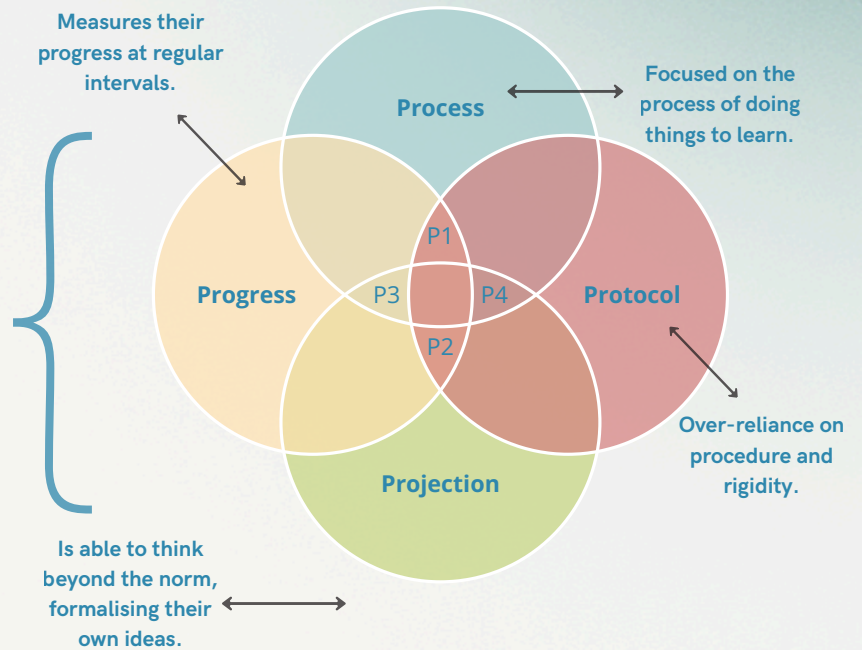 Measures their
progress at regular
intervals.
Process
Focused on the
process of doing
things to learn.
P1
Progress
P3
P4
Protocol
P2
Over-reliance on
procedure and
rigidity.
Projection
Is able to think
beyond the norm,
formalising their
own ideas.